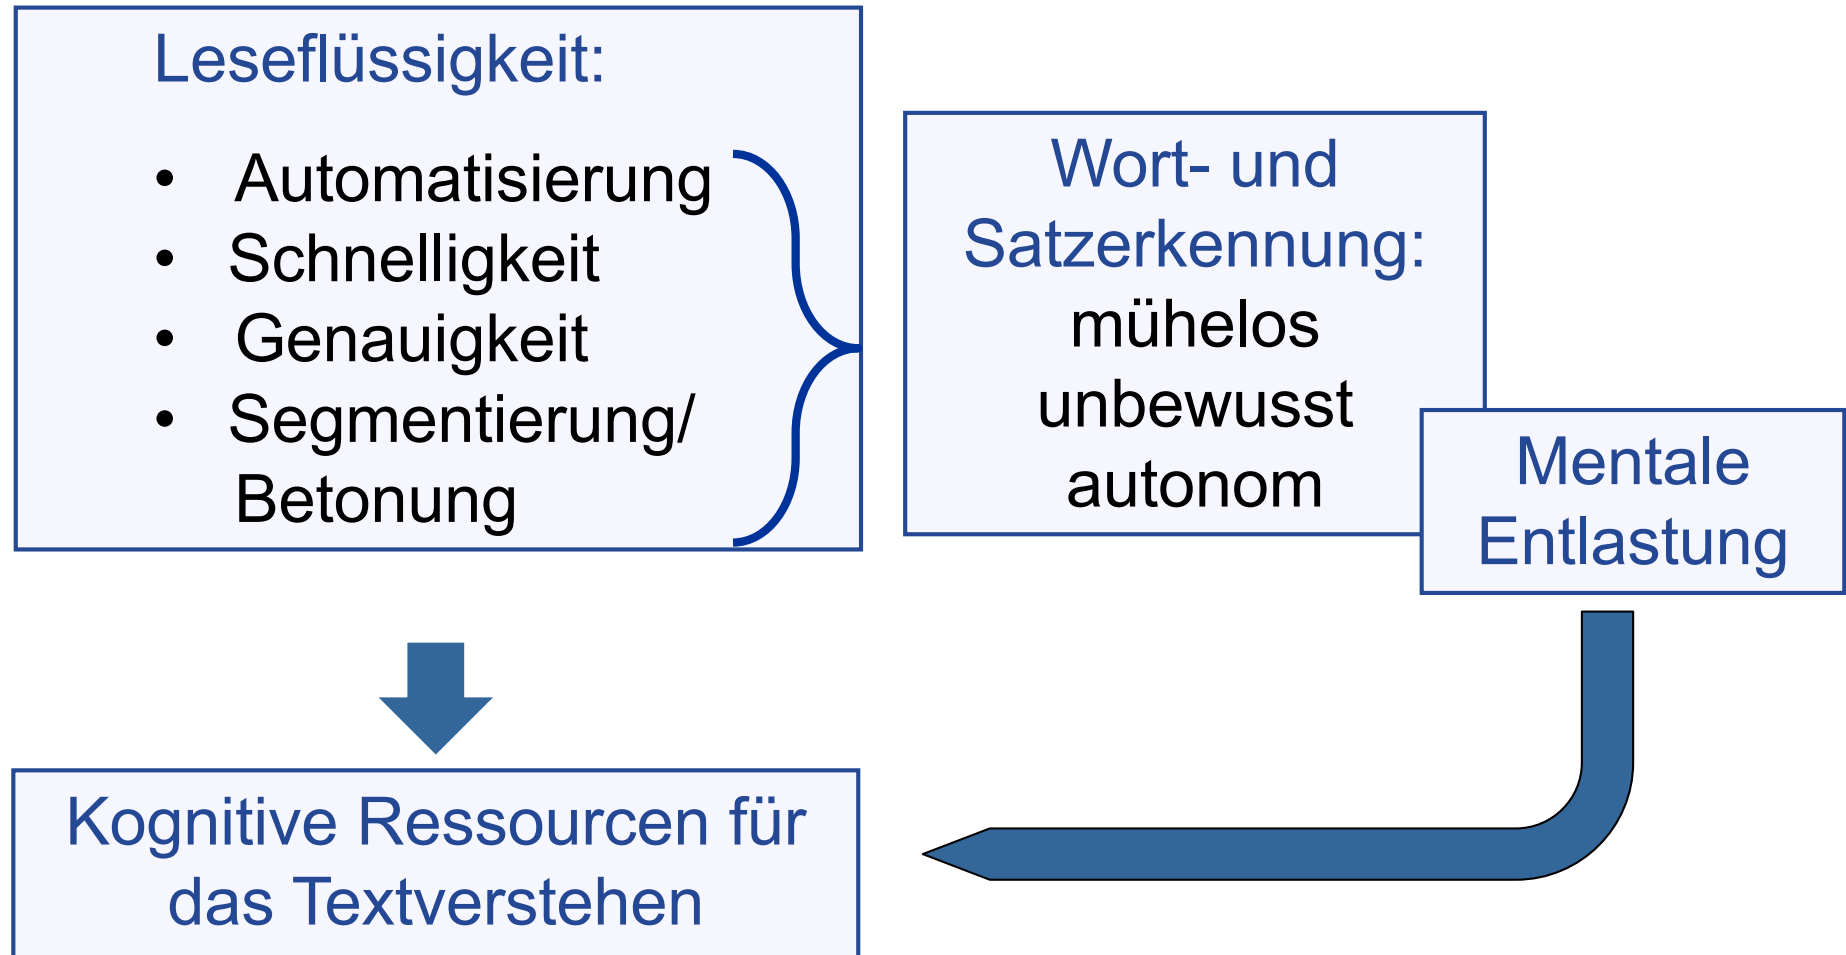 Leseflüssigkeit:
• Automatisierung
• Schnelligkeit
• Genauigkeit
• Segmentierung/
Betonung
Wort- und
Satzerkennung:
mühelos
unbewusst
autonom
Mentale
Entlastung
Kognitive Ressourcen für
das Textverstehen